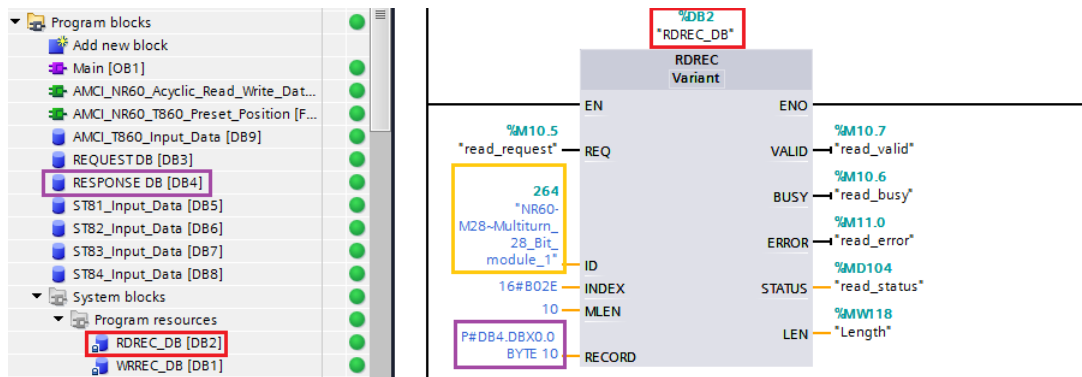 Program blocks
Add new block
Main [OB1]
AMCI_NR60_Acyclic_Read_Write_Dat...
AMCI_NR60_T860_Preset_Position [F...
AMCI_T860_Input_Data [DB9]
REQUEST DB [DB3]
RESPONSE DB [DB4]
ST81_Input_Data [DB5]
ST82_Input_Data [DB6]
ST83_Input_Data [DB7]
ST84_Input_Data [DB8]
System blocks
Program resources
RDREC_DB [DB2]
WRREC_DB [DB1]
%DB2
"RDREC_DB"
RDREC
Variant
EN
ENO
%M10.5
"read_request"
REQ
%M10.7
VALID
"read_valid"
264
"NR60-
M28~Multiturn_
28_Bit_
module_1"
ID
%M10.6
BUSY
"read_busy"
%M11.0
ERROR
"read_error"
16#B02E
INDEX
%MD104
STATUS
"read_status"
10
MLEN
%MW118
LEN
"Length"
P#DB4.DBX0.0
BYTE 10
RECORD